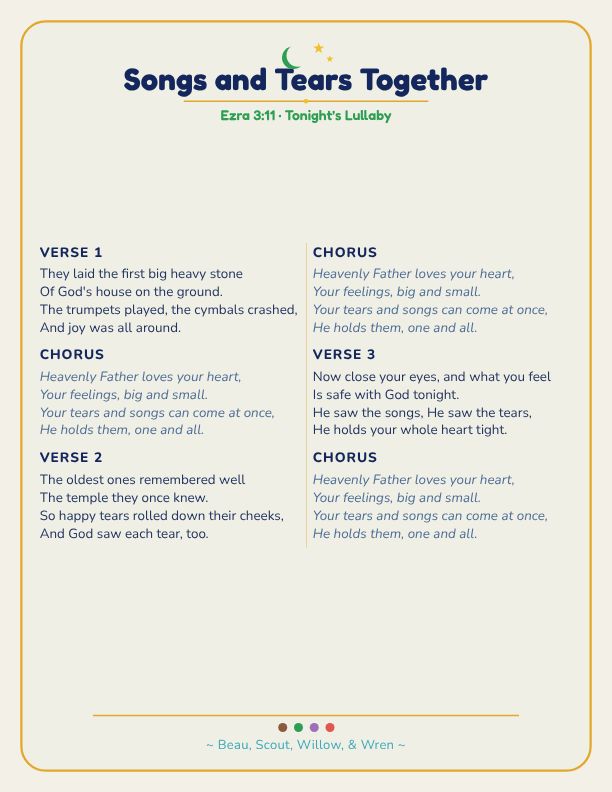 Songs and Tears Together
Ezra 3:11 · Tonight's Lullaby
VERSE 1
They laid the first big heavy stone
Of God's house on the ground.
The trumpets played, the cymbals crashed,
And joy was all around.
CHORUS
Heavenly Father loves your heart,
Your feelings, big and small.
Your tears and songs can come at once,
He holds them, one and all.
VERSE 2
The oldest ones remembered well
The temple they once knew.
So happy tears rolled down their cheeks,
And God saw each tear, too.
CHORUS
Heavenly Father loves your heart,
Your feelings, big and small.
Your tears and songs can come at once,
He holds them, one and all.
VERSE 3
Now close your eyes, and what you feel
Is safe with God tonight.
He saw the songs, He saw the tears,
He holds your whole heart tight.
CHORUS
Heavenly Father loves your heart,
Your feelings, big and small.
Your tears and songs can come at once,
He holds them, one and all.
~ Beau, Scout, Willow, & Wren ~